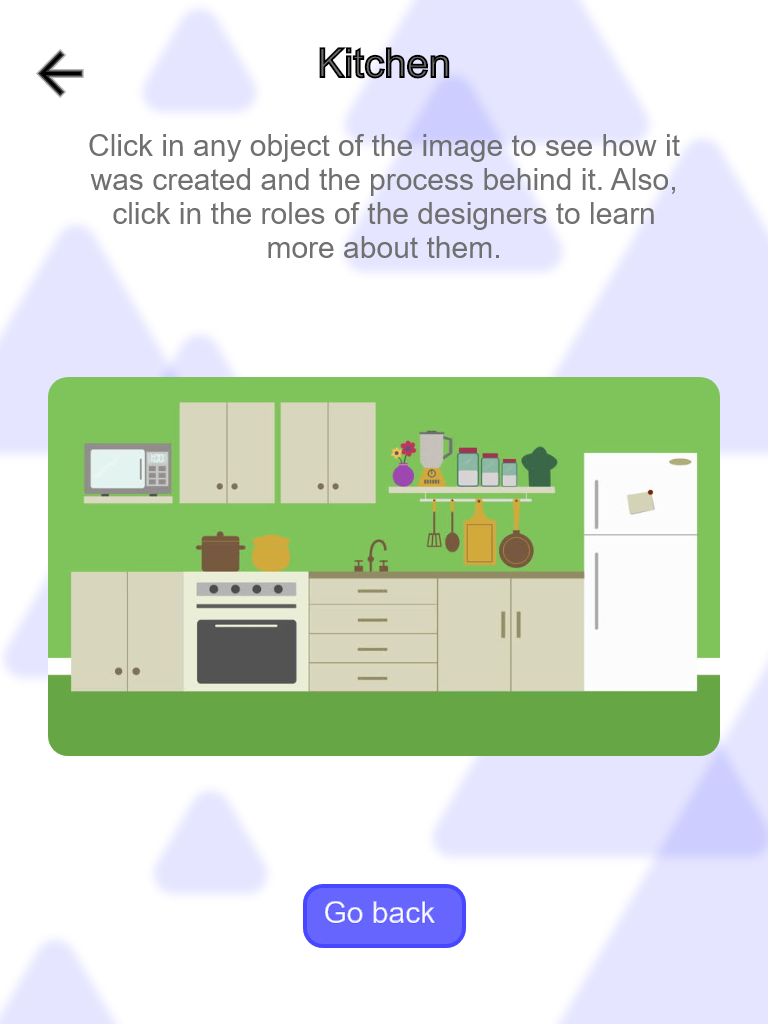 Kitchen
Click in any object of the image to see how it
was created and the process behind it. Also,
click in the roles of the designers to learn
more about them.
Go back